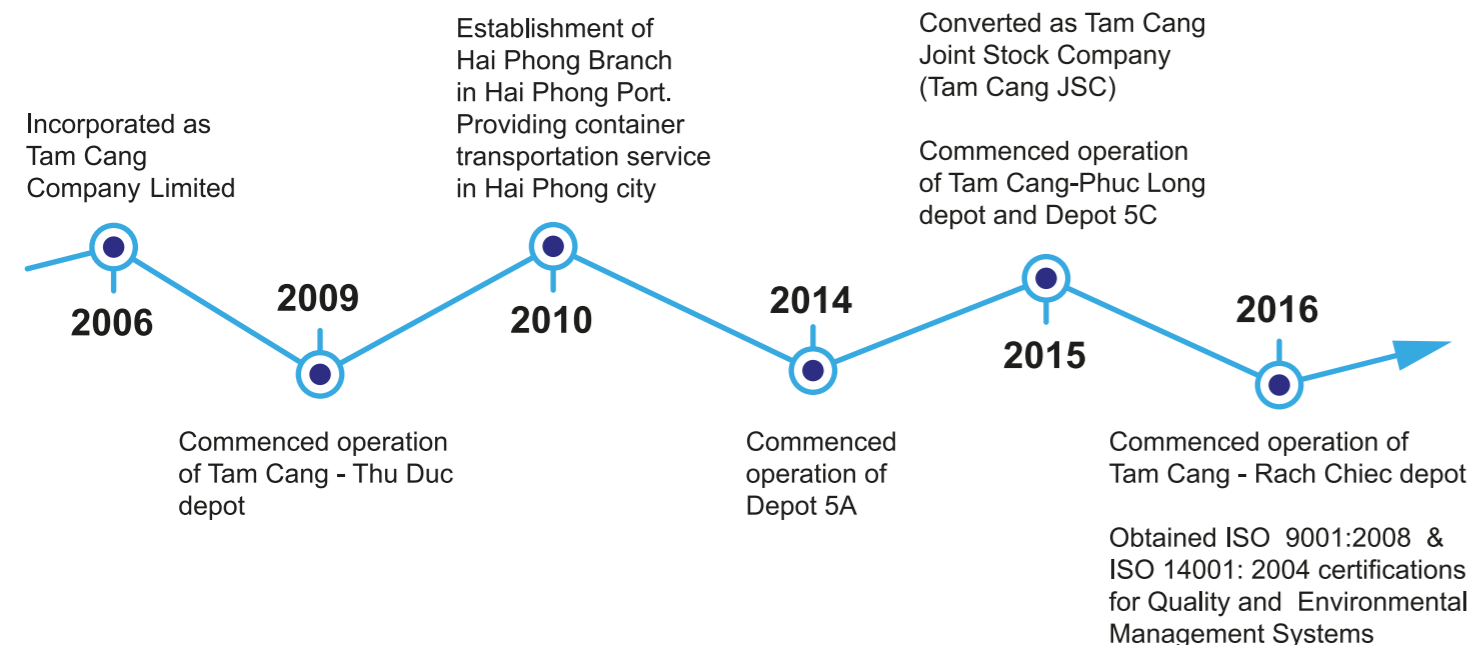 Incorporated as
Tam Cang
Company Limited
2006
2009
Commenced operation
of Tam Cang - Thu Duc
depot
Establishment of
Hai Phong Branch
in Hai Phong Port.
Providing container
transportation service
in Hai Phong city
2010
2014
Commenced
operation of
Depot 5A
Converted as Tam Cang
Joint Stock Company
(Tam Cang JSC)
Commenced operation
of Tam Cang-Phuc Long
depot and Depot 5C
2015
2016
Commenced operation of
Tam Cang - Rach Chiec depot
Obtained ISO 9001:2008 &
ISO 14001: 2004 certifications
for Quality and Environmental
Management Systems